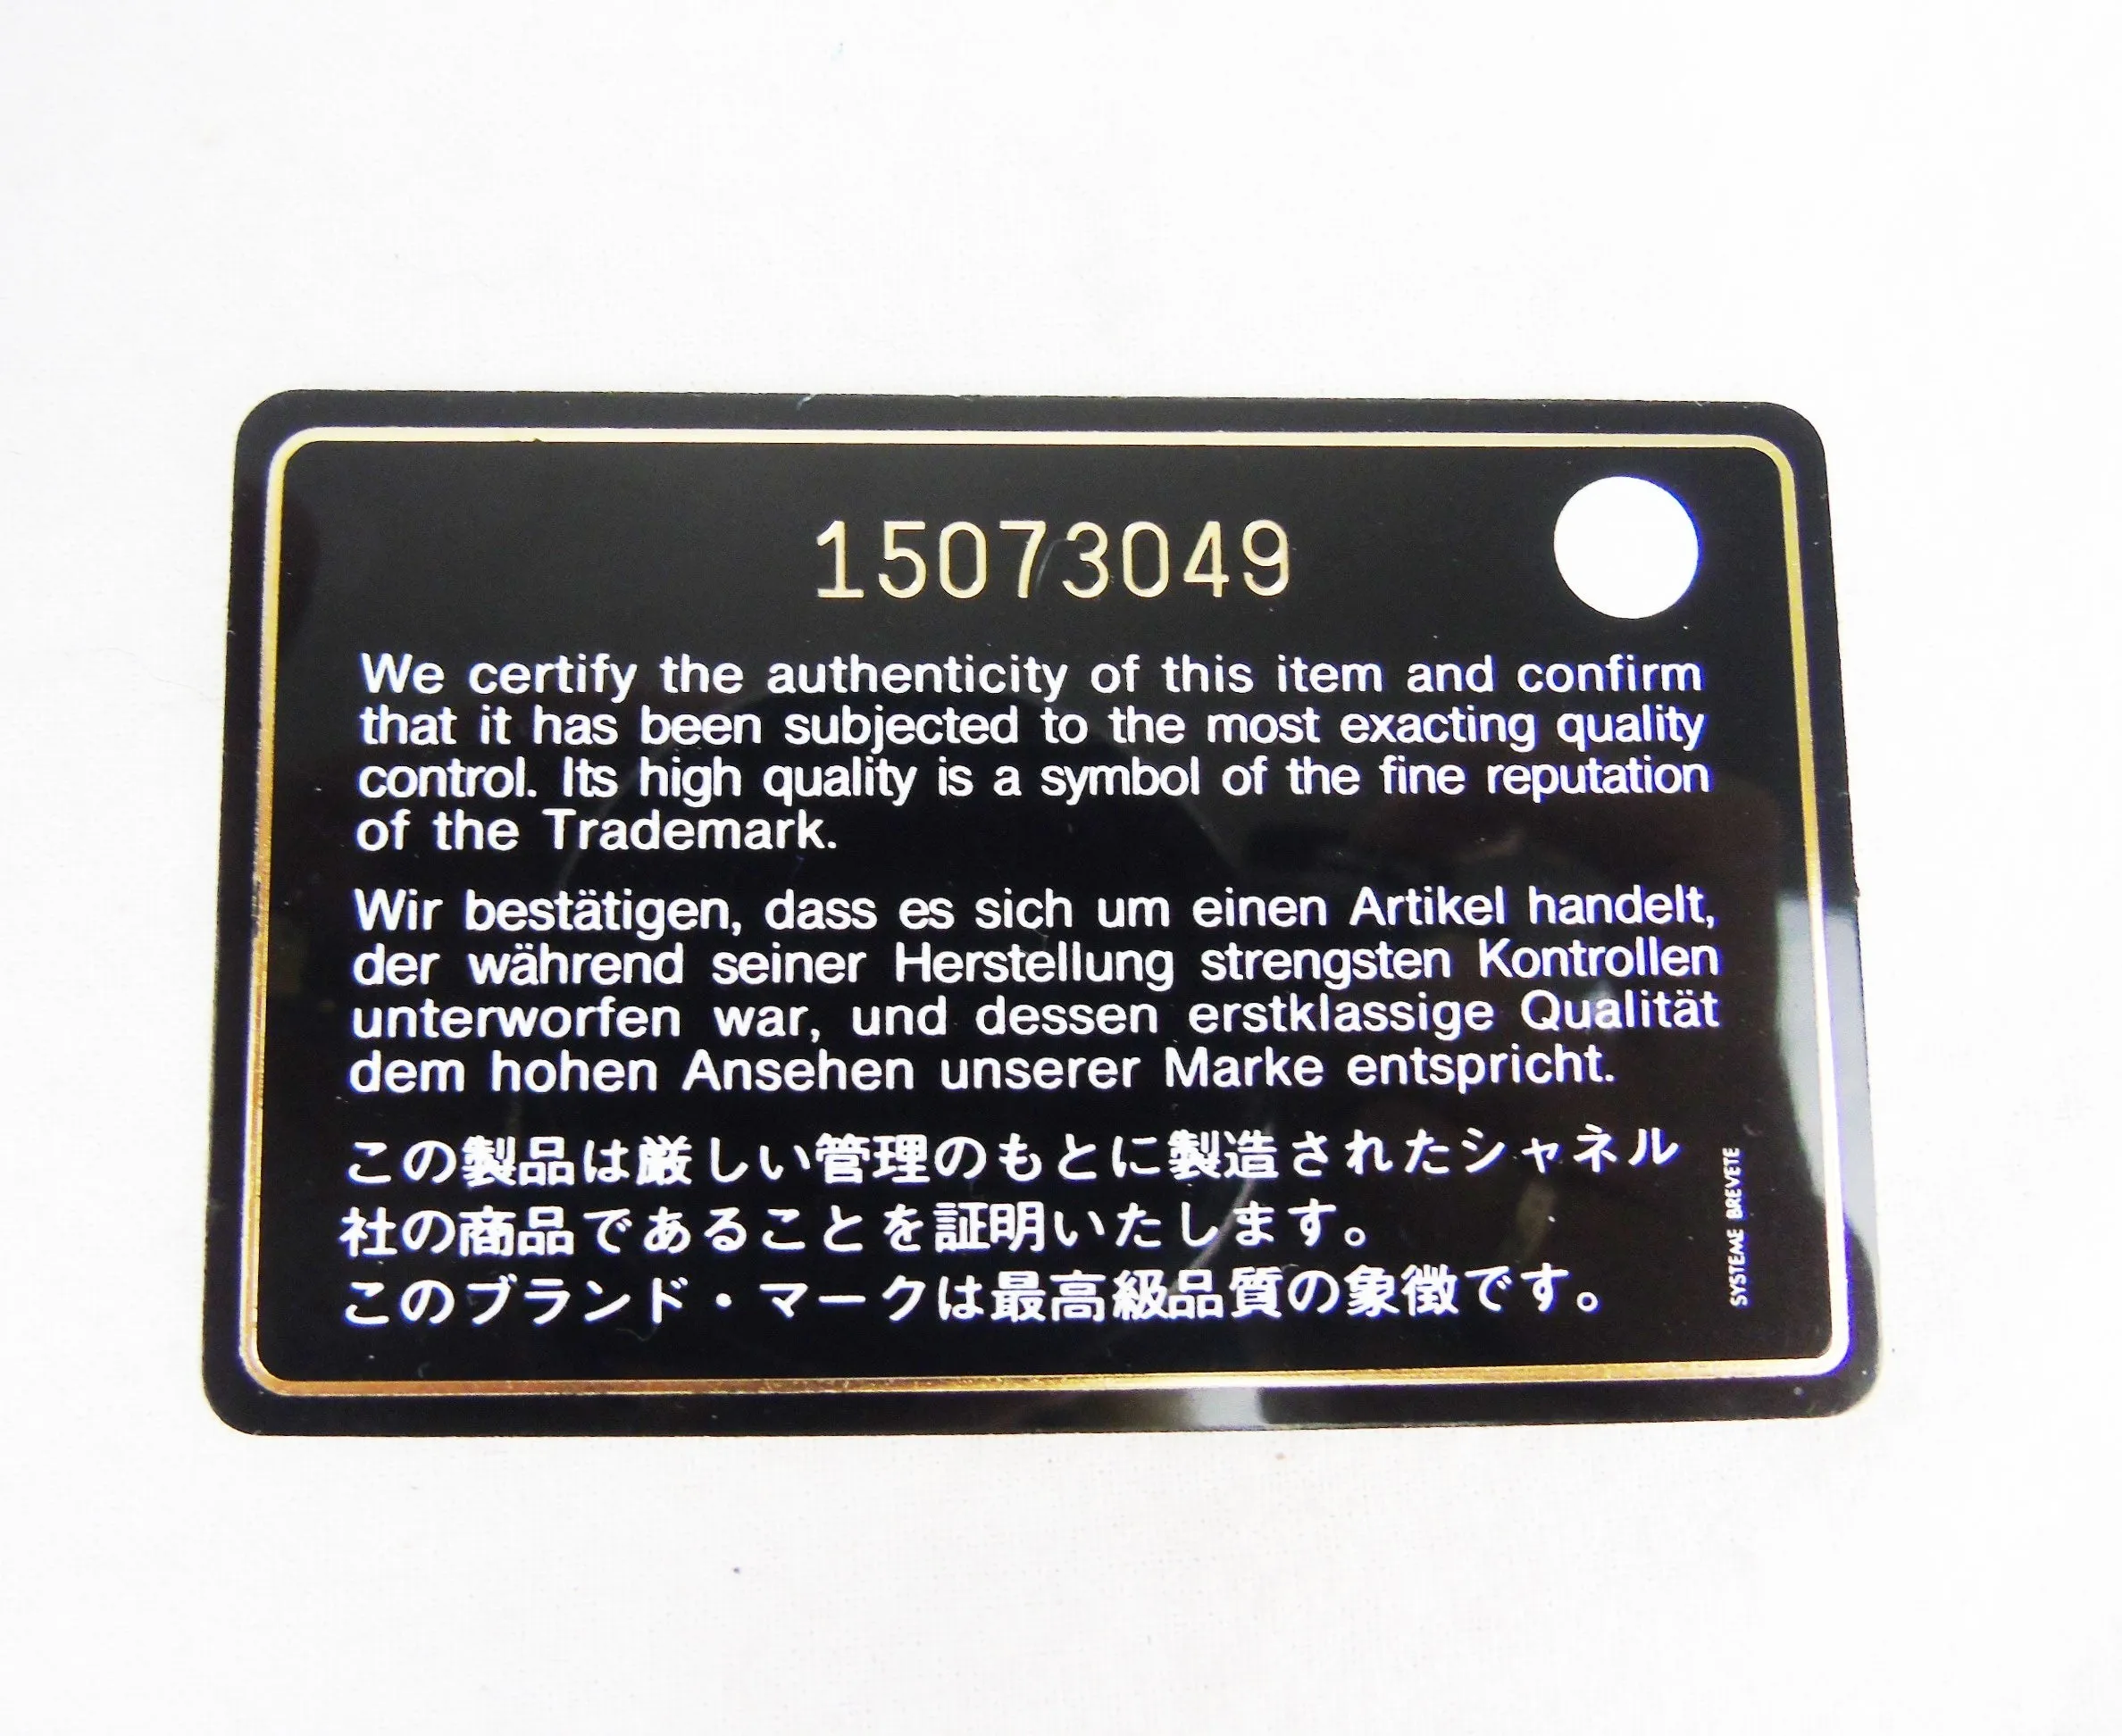 15073049
We certify the authenticity of this item and confirm
that it has been subjected to the most exacting quality
control. Its high quality is a symbol of the fine reputation
of the Trademark.
Wir bestätigen, dass es sich um einen Artikel handelt,
der während seiner Herstellung strengsten Kontrollen
unterworfen war, und dessen erstklassige Qualität
dem hohen Ansehen unserer Marke entspricht.
この製品は厳しい管理のもとに製造されたシャネル
社の商品であることを証明いたします。
このブランド・マークは最高級品質の象徴です。
SYSTEME BREVETE